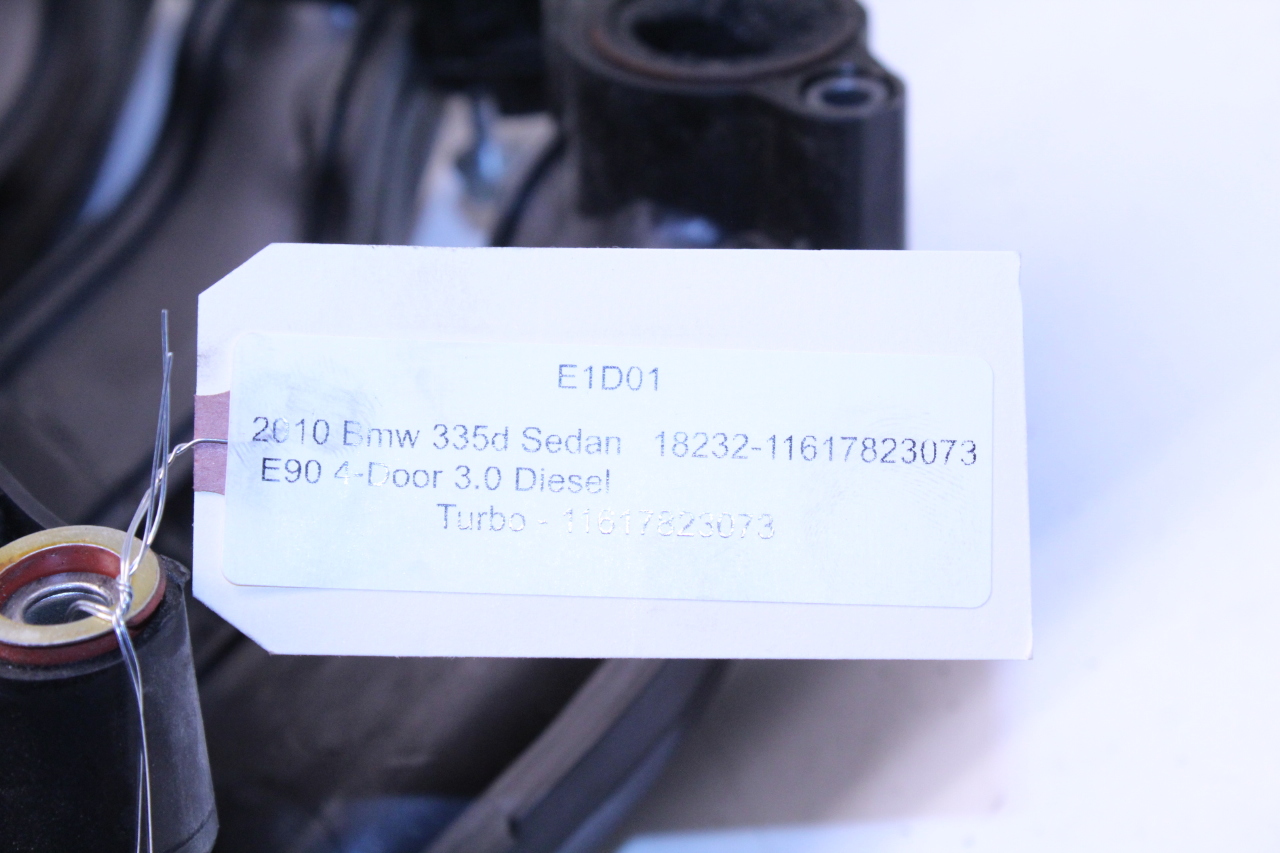 E1D01
2010 Bmw 335d Sedan 18232-11617823073
E90 4-Door 3.0 Diesel
Turbo - 11617823073